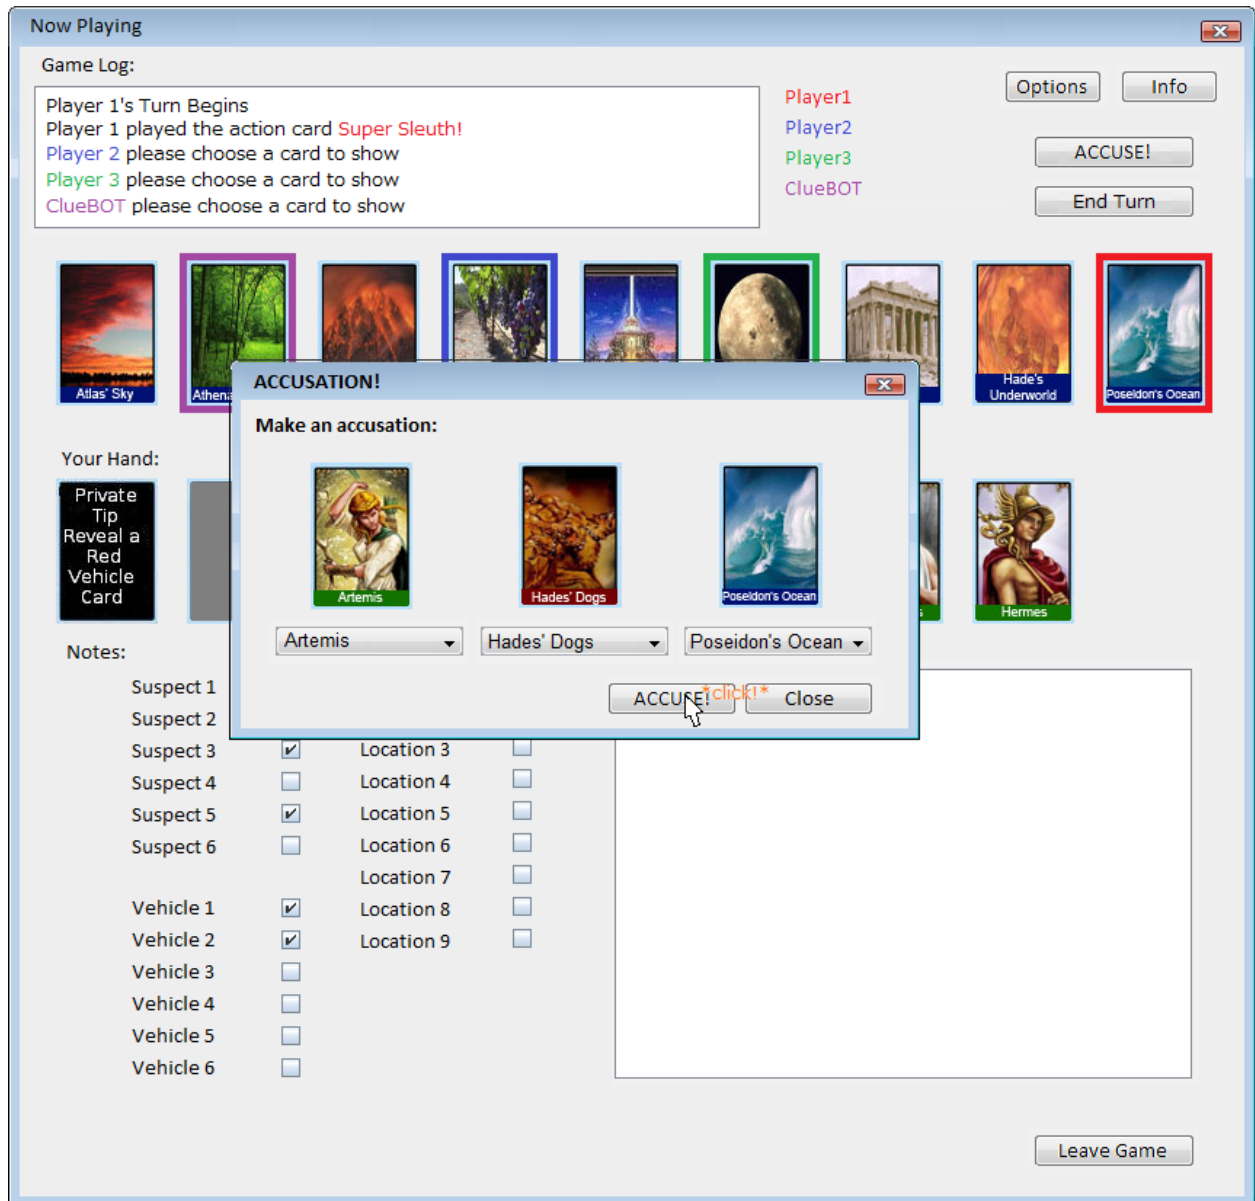 Now Playing
Game Log:
Options
Info
Player 1's Turn Begins
Player 1 played the action card Super Sleuth!
Player 2 please choose a card to show
Player 3 please choose a card to show
ClueBOT please choose a card to show
Player1
Player2
Player3
ClueBOT
ACCUSE!
End Turn
Atlas' Sky
Athena
Hade's
Underworld
Poseidon's Ocean
ACCUSATION!
Make an accusation:
Artemis
Hades' Dogs
Poseidon's Ocean
Artemis
Hades' Dogs
Poseidon's Ocean
ACCUSE!
*click!*
Close
Your Hand:
Private
Tip
Reveal a
Red
Vehicle
Card
Hermes
Notes:
Suspect 1
Suspect 2
Suspect 3
Suspect 4
Suspect 5
Suspect 6
Vehicle 1
Vehicle 2
Vehicle 3
Vehicle 4
Vehicle 5
Vehicle 6
Location 3
Location 4
Location 5
Location 6
Location 7
Location 8
Location 9
Leave Game